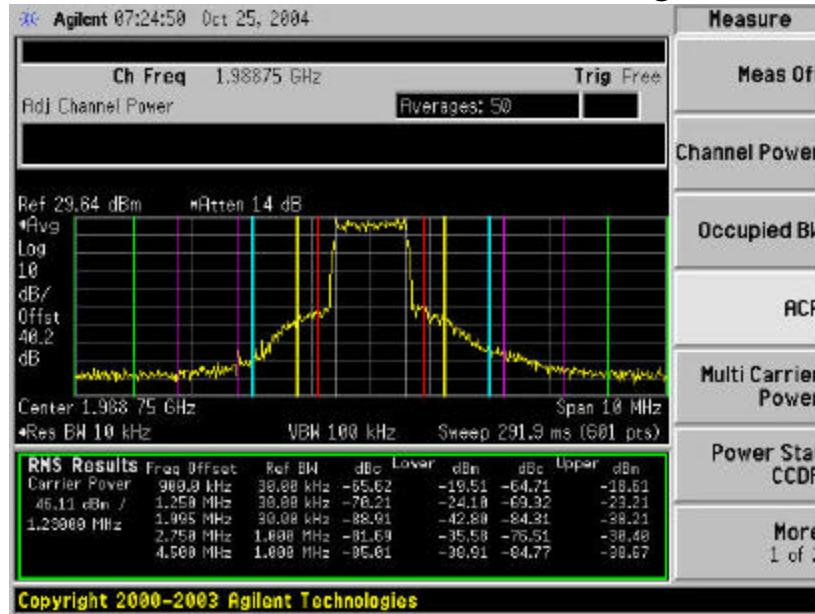 Agilent 07:24:50 Oct 25, 2004
Measure
Ch Freq 1.98875 GHz
Trig Free
Meas Of
Adj Channel Power
Averages: 50
Channel Power
Ref 29.64 dBm *Atten 14 dB
Avg
Log
10
dB/
Offst
40.2
dB
Occupied BW
ACP
Multi Carrier
Power
Center 1.988 75 GHz
Span 10 MHz
Res BW 10 kHz
VBW 100 kHz
Sweep 291.9 ms (601 pts)
Power Stat
CCDF
RMS Results Freq Offset Ref BW dBc Lower dBm dBc Upper dBm
Carrier Power 900.0 kHz 30.00 kHz -65.62 -19.51 -64.71 -18.61
46.11 dBm / 1.250 MHz 30.00 kHz -70.21 -24.10 -69.32 -23.21
1.995 MHz 30.00 kHz -88.91 -42.80 -84.31 -38.21
2.750 MHz 1.000 MHz -81.69 -35.58 -76.51 -30.40
4.500 MHz 1.000 MHz -85.01 -38.91 -84.77 -38.67
More
1 of
Copyright 2000-2003 Agilent Technologies